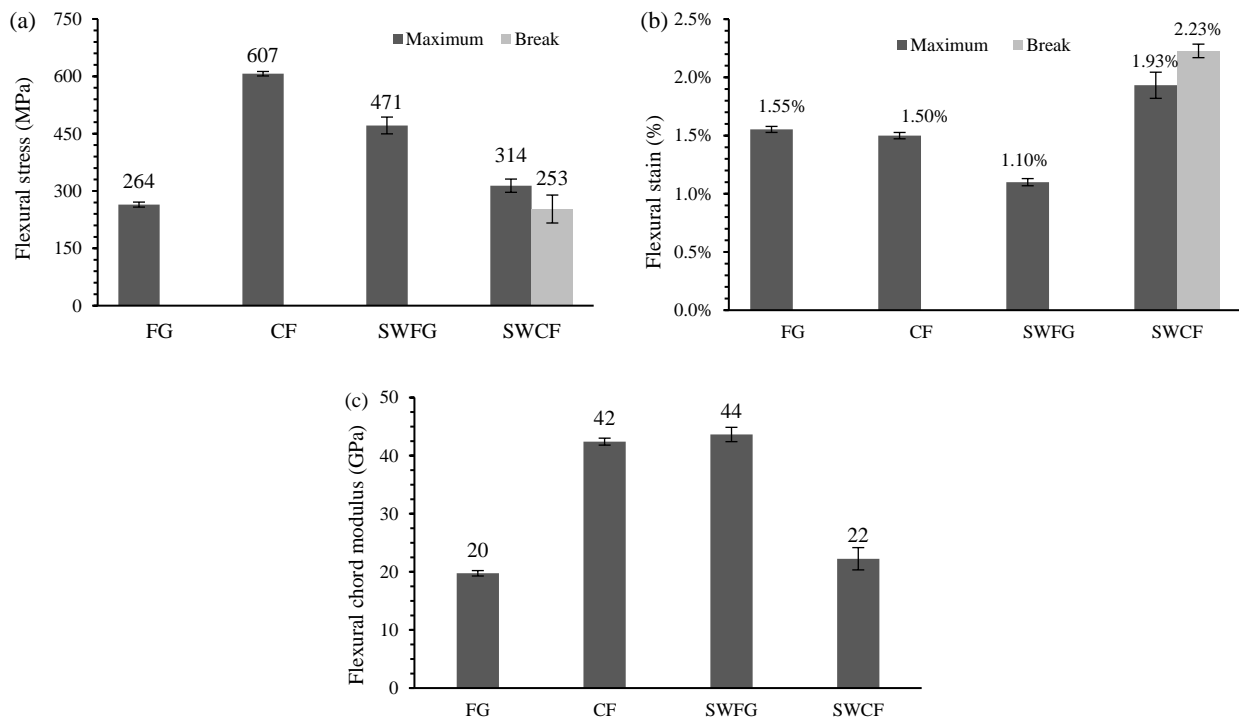 (a)
Flexural stress (MPa)
750
600
450
300
150
0
Maximum
Break
264
607
471
314
253
FG
CF
SWFG
SWCF
(b)
Flexural stain (%)
2.5%
2.0%
1.5%
1.0%
0.5%
0.0%
Maximum
Break
1.55%
1.50%
1.10%
1.93%
2.23%
FG
CF
SWFG
SWCF
(c)
Flexural chord modulus (GPa)
50
40
30
20
10
0
20
42
44
22
FG
CF
SWFG
SWCF